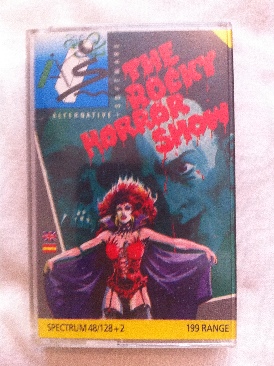 ALTERNATIVE SOFTWARE
THE
ROCKY
HORROR
SHOW
SPECTRUM 48/128+2
199 RANGE